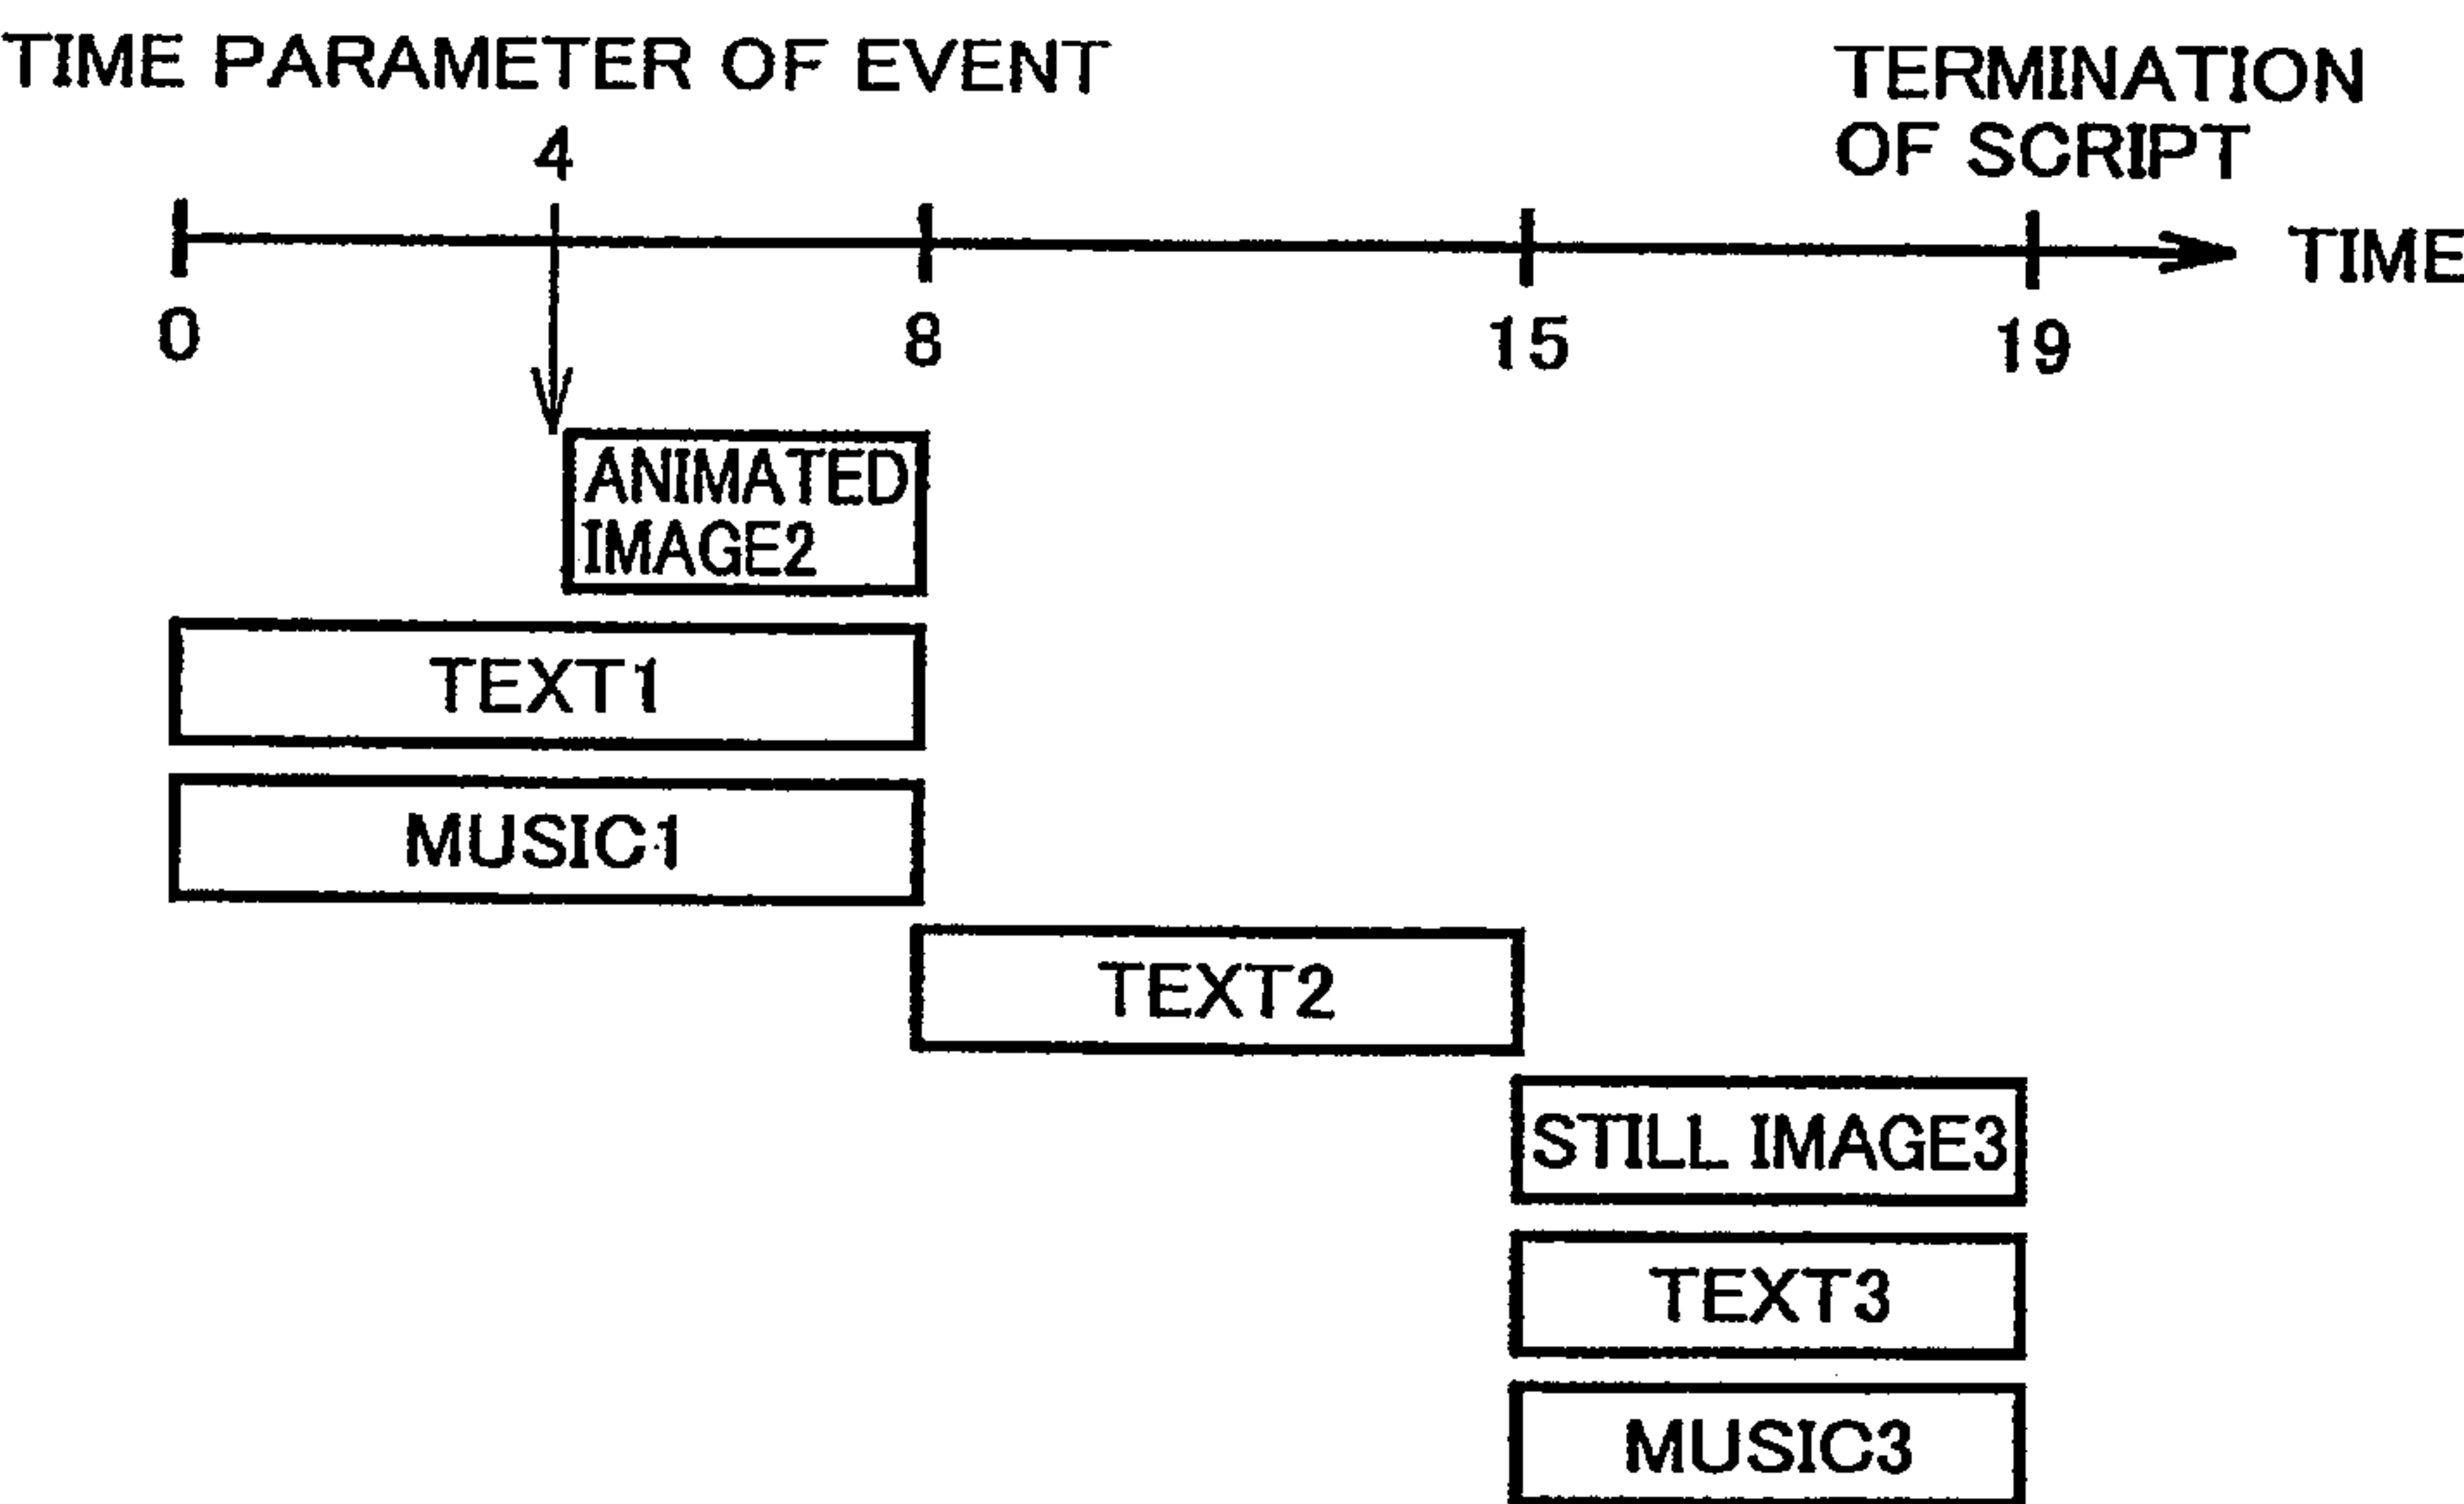 TIME PARAMETER OF EVENT
TERMINATION
OF SCRIPT
4
TIME
0
8
15
19
ANIMATED
IMAGE2
TEXT1
MUSIC1
TEXT2
STILL IMAGE3
TEXT3
MUSIC3